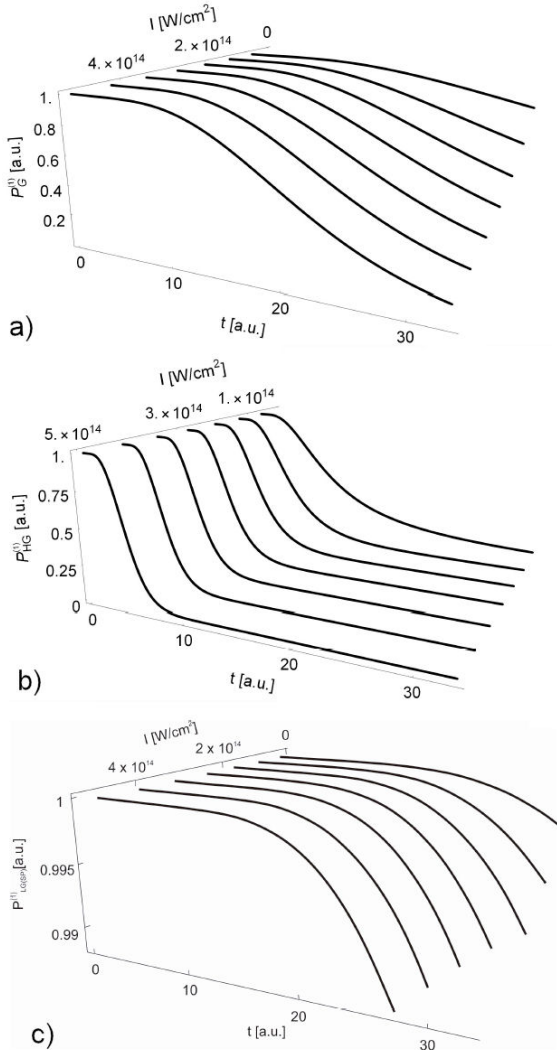 I [W/cm²]
4. × 10¹⁴ 2. × 10¹⁴ 0
1.
0.8
0.6
0.4
0.2
P_G^(1) [a.u.]
0 10 20 30
t [a.u.]
a)
I [W/cm²]
5. × 10¹⁴ 3. × 10¹⁴ 1. × 10¹⁴
1.
0.75
0.5
0.25
0
P_HG^(1) [a.u.]
0 10 20 30
t [a.u.]
b)
I [W/cm²]
4 x 10¹⁴ 2 x 10¹⁴ 0
1
0.995
0.99
P^(1)_LG(SP)[a.u.]
0 10 20 30
t [a.u.]
c)